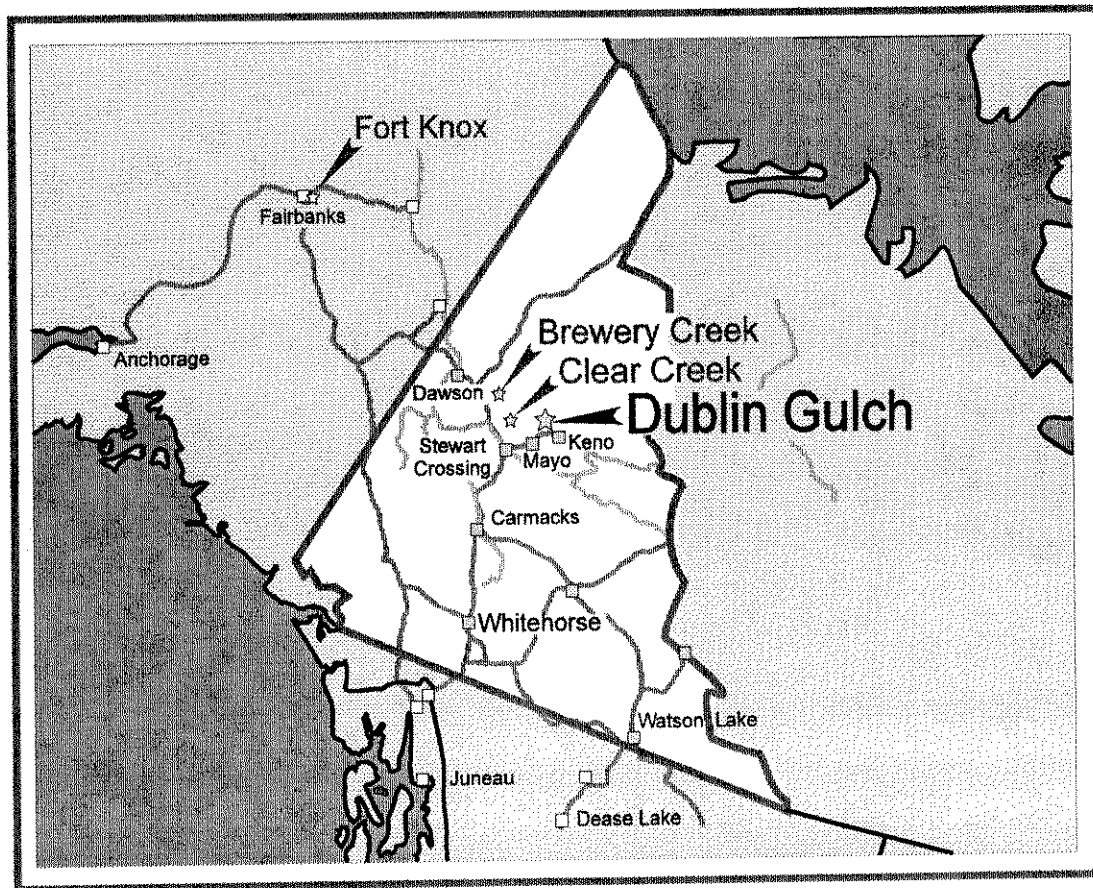 Fort Knox
Fairbanks
Brewery Creek
Anchorage
Clear Creek
Dawson
Dublin Gulch
Stewart
Crossing
Keno
Mayo
Carmacks
Whitehorse
Watson Lake
Juneau
Dease Lake